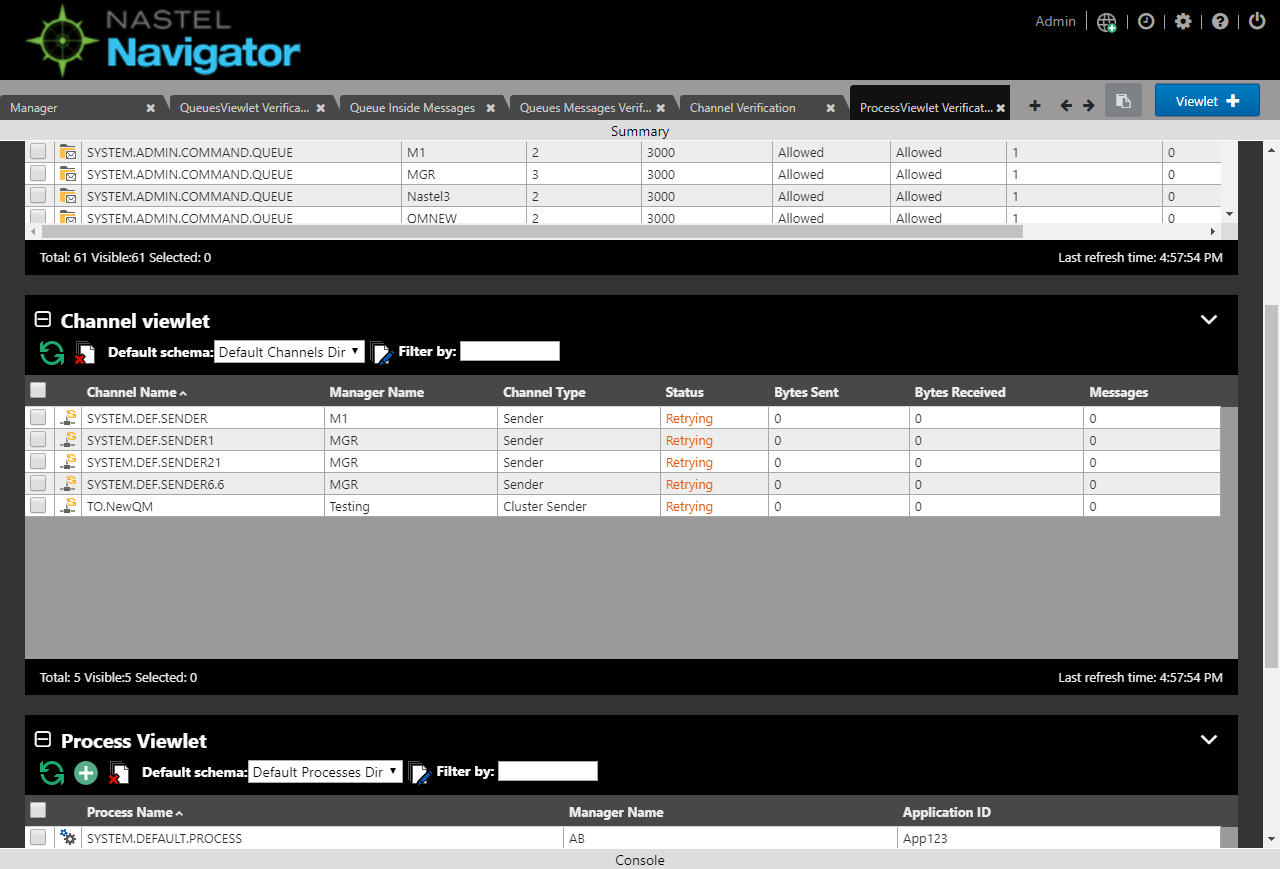 NASTEL
Navigator
Admin
Manager
QueuesViewlet Verifica...
Queue Inside Messages
Queues Messages Verif...
Channel Verification
ProcessViewlet Verificat...
Viewlet
Summary
SYSTEM.ADMIN.COMMAND.QUEUE M1 2 3000 Allowed Allowed 1 0
SYSTEM.ADMIN.COMMAND.QUEUE MGR 3 3000 Allowed Allowed 1 0
SYSTEM.ADMIN.COMMAND.QUEUE Nastel3 2 3000 Allowed Allowed 1 0
SYSTEM.ADMIN.COMMAND.QUEUE QMNEW 2 3000 Allowed Allowed 1 0
Total: 61 Visible:61 Selected: 0 Last refresh time: 4:57:54 PM
Channel viewlet
Default schema: Default Channels Dir Filter by:
Channel Name Manager Name Channel Type Status Bytes Sent Bytes Received Messages
SYSTEM.DEF.SENDER M1 Sender Retrying 0 0 0
SYSTEM.DEF.SENDER1 MGR Sender Retrying 0 0 0
SYSTEM.DEF.SENDER21 MGR Sender Retrying 0 0 0
SYSTEM.DEF.SENDER6.6 MGR Sender Retrying 0 0 0
TO.NewQM Testing Cluster Sender Retrying 0 0 0
Total: 5 Visible:5 Selected: 0 Last refresh time: 4:57:54 PM
Process Viewlet
Default schema: Default Processes Dir Filter by:
Process Name Manager Name Application ID
SYSTEM.DEFAULT.PROCESS AB App123
Console